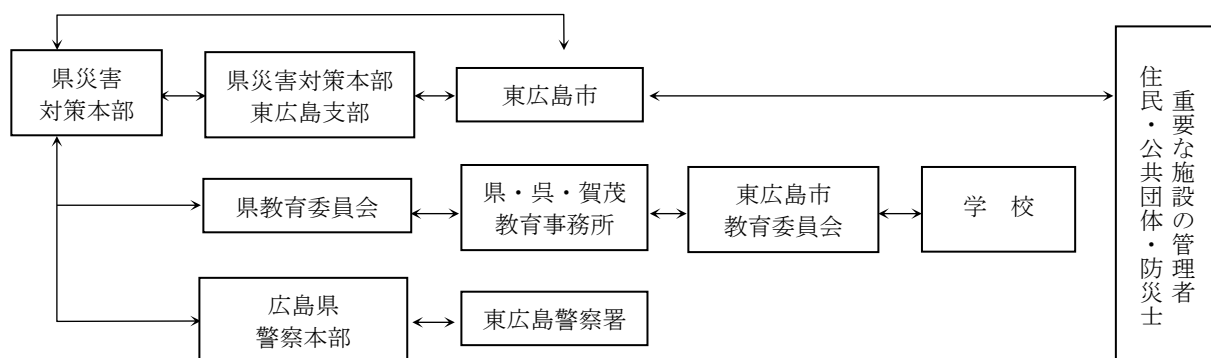 県災害
対策本部
県災害対策本部
東広島支部
東広島市
県教育委員会
県・呉・賀茂
教育事務所
東広島市
教育委員会
学　校
広島県
警察本部
東広島警察署
重要な施設の管理者
住民・公共団体・防災士